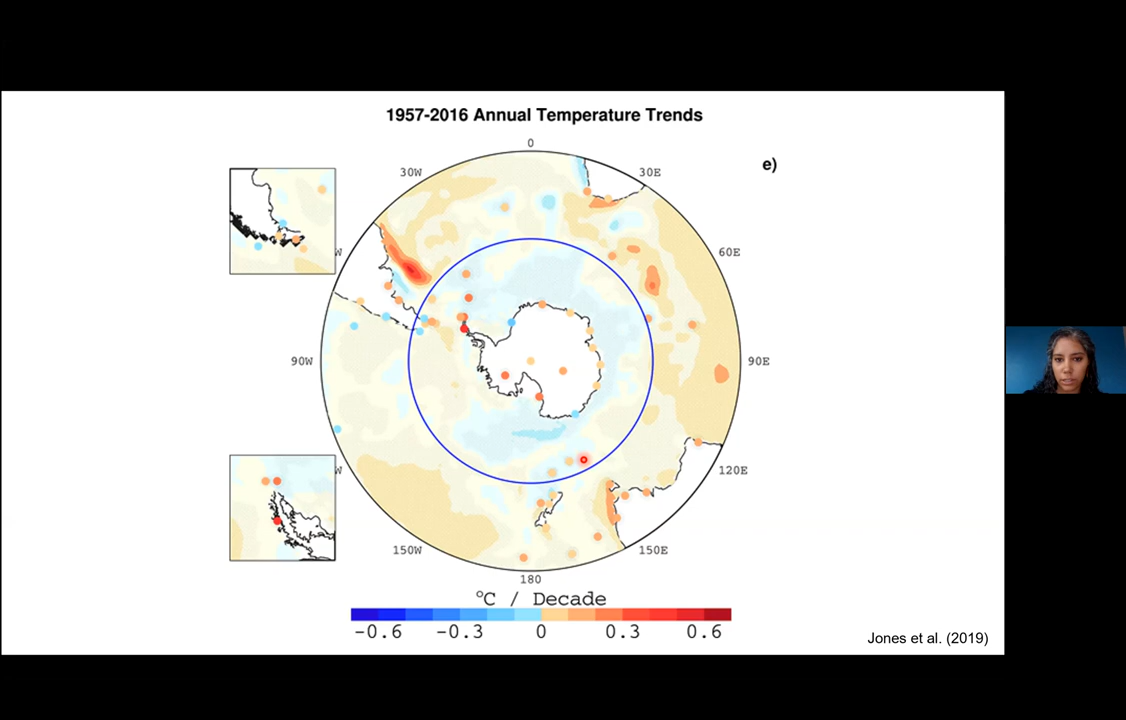 1957-2016 Annual Temperature Trends
e)
0
30W
30E
W
60E
90W
90E
W
120E
150W
150E
180
°C / Decade
-0.6 -0.3 0 0.3 0.6
Jones et al. (2019)